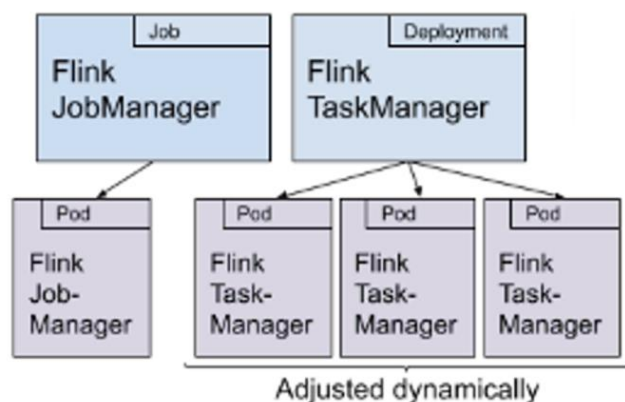 Job
Flink
JobManager
Deployment
Flink
TaskManager
Pod
Flink
Job-
Manager
Pod
Flink
Task-
Manager
Pod
Flink
Task-
Manager
Pod
Flink
Task-
Manager
Adjusted dynamically